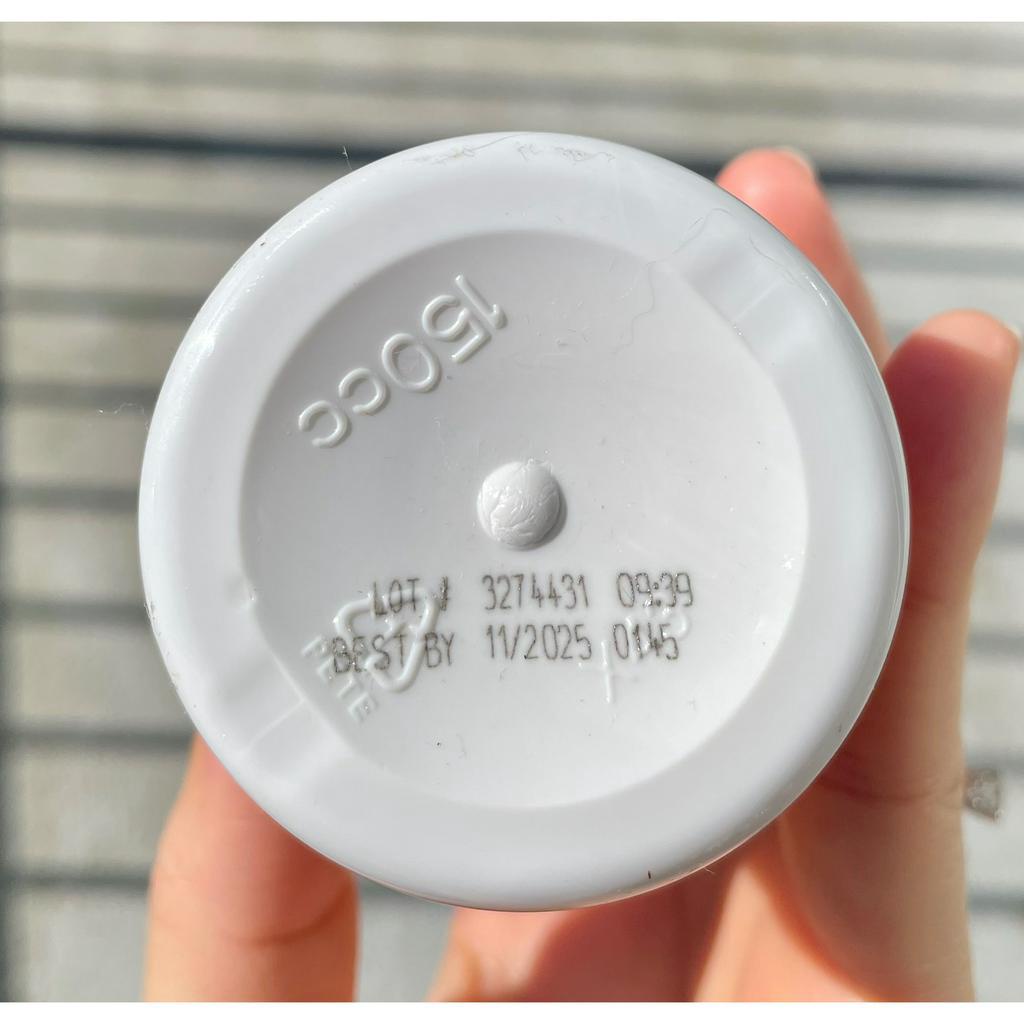 150cc
LOT # 3274431 09:39
BEST BY 11/2025 0145
PETE